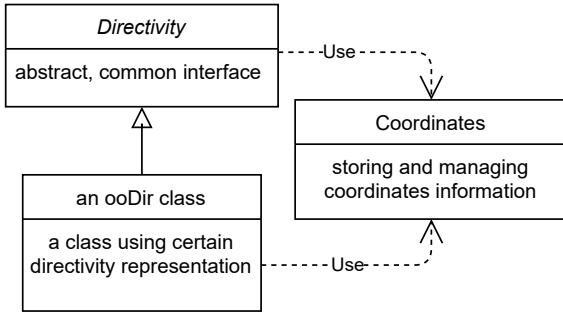 Directivity
abstract, common interface
Use
Coordinates
storing and managing
coordinates information
an ooDir class
a class using certain
directivity representation
Use